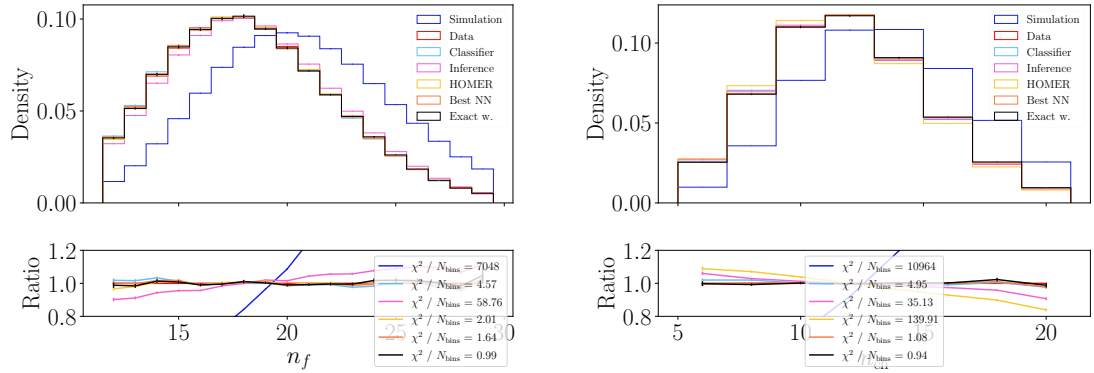 0.10
0.05
0.00
Density
Simulation
Data
Classifier
Inference
HOMER
Best NN
Exact w.
1.2
1.0
0.8
Ratio
15
20
25
30
n_f
χ² / N_bins = 7048
χ² / N_bins = 4.57
χ² / N_bins = 58.76
χ² / N_bins = 2.01
χ² / N_bins = 1.64
χ² / N_bins = 0.99
0.10
0.05
0.00
Density
Simulation
Data
Classifier
Inference
HOMER
Best NN
Exact w.
1.2
1.0
0.8
Ratio
5
10
15
20
χ² / N_bins = 10964
χ² / N_bins = 4.95
χ² / N_bins = 35.13
χ² / N_bins = 139.91
χ² / N_bins = 1.08
χ² / N_bins = 0.94